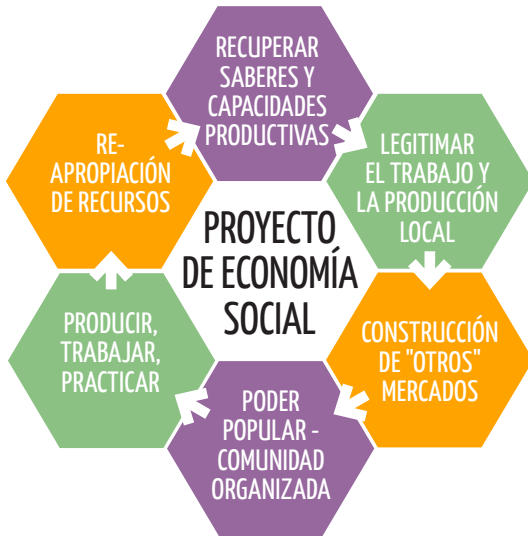 RECUPERAR
SABERES Y
CAPACIDADES
PRODUCTIVAS
LEGITIMAR
EL TRABAJO Y
LA PRODUCCIÓN
LOCAL
CONSTRUCCIÓN
DE "OTROS"
MERCADOS
PODER
POPULAR -
COMUNIDAD
ORGANIZADA
PRODUCIR,
TRABAJAR,
PRACTICAR
RE-
APROPIACIÓN
DE RECURSOS
PROYECTO
DE ECONOMÍA
SOCIAL